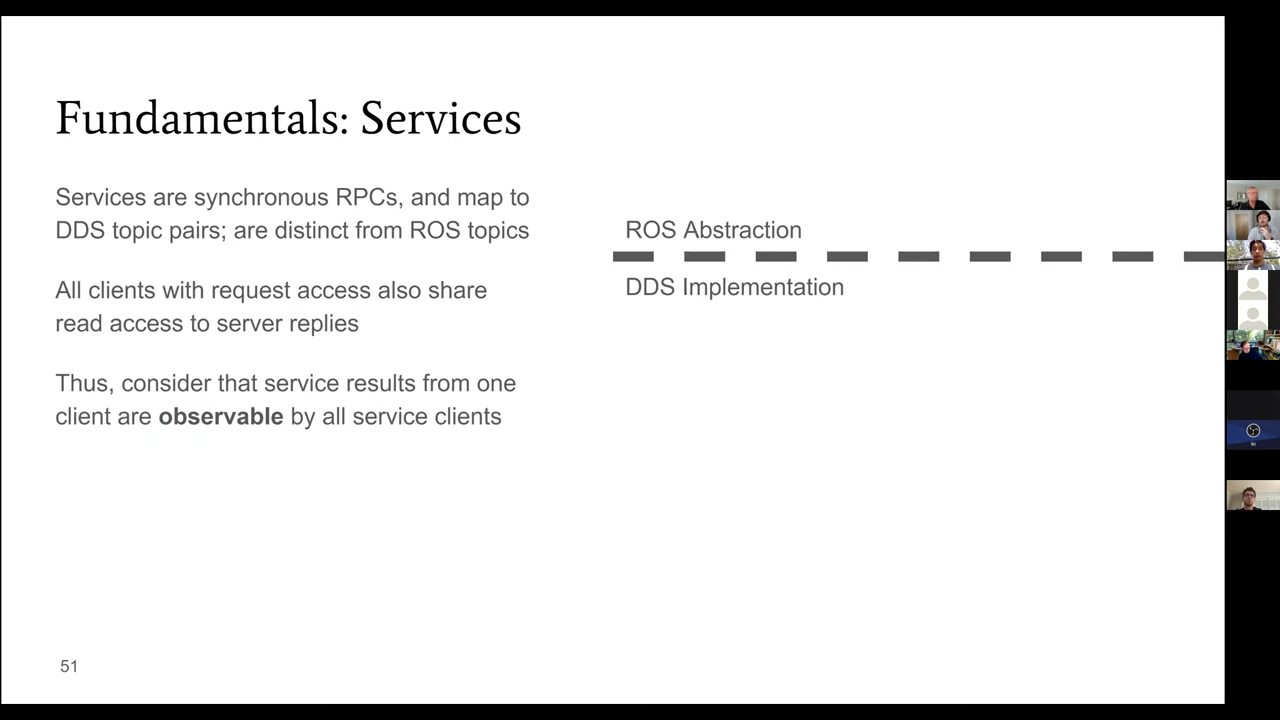 Fundamentals: Services
Services are synchronous RPCs, and map to
DDS topic pairs; are distinct from ROS topics
All clients with request access also share
read access to server replies
Thus, consider that service results from one
client are observable by all service clients
ROS Abstraction
DDS Implementation
51